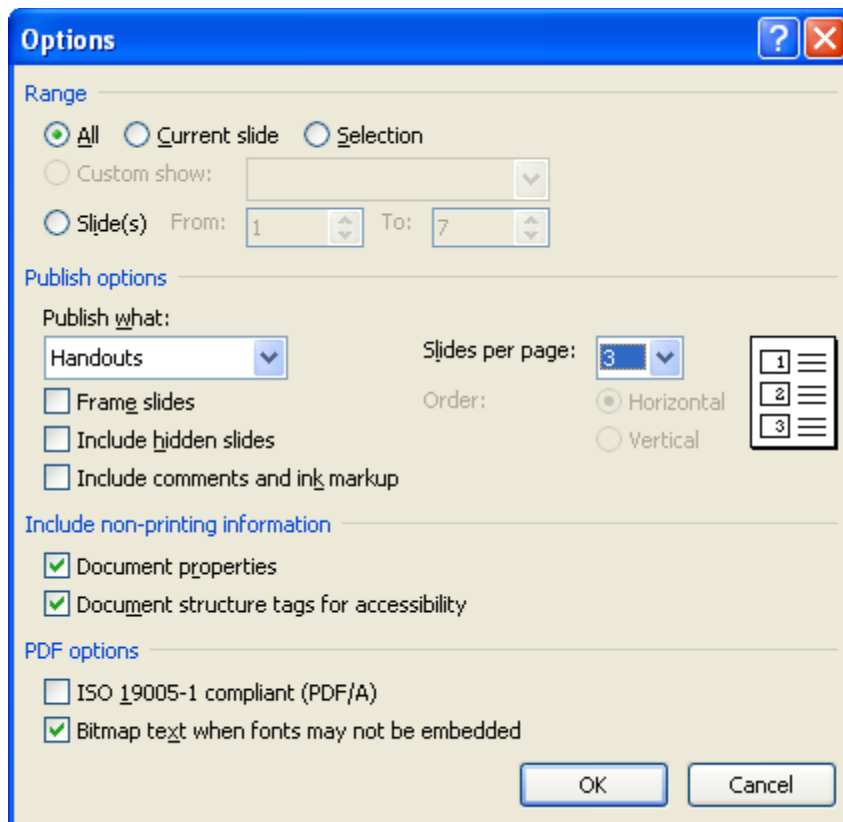 Options
Range
All Current slide Selection
Custom show:
Slide(s) From: 1 To: 7
Publish options
Publish what:
Handouts Slides per page: 3
Frame slides Order: Horizontal
Include hidden slides Vertical
Include comments and ink markup
1
2
3
Include non-printing information
Document properties
Document structure tags for accessibility
PDF options
ISO 19005-1 compliant (PDF/A)
Bitmap text when fonts may not be embedded
OK Cancel